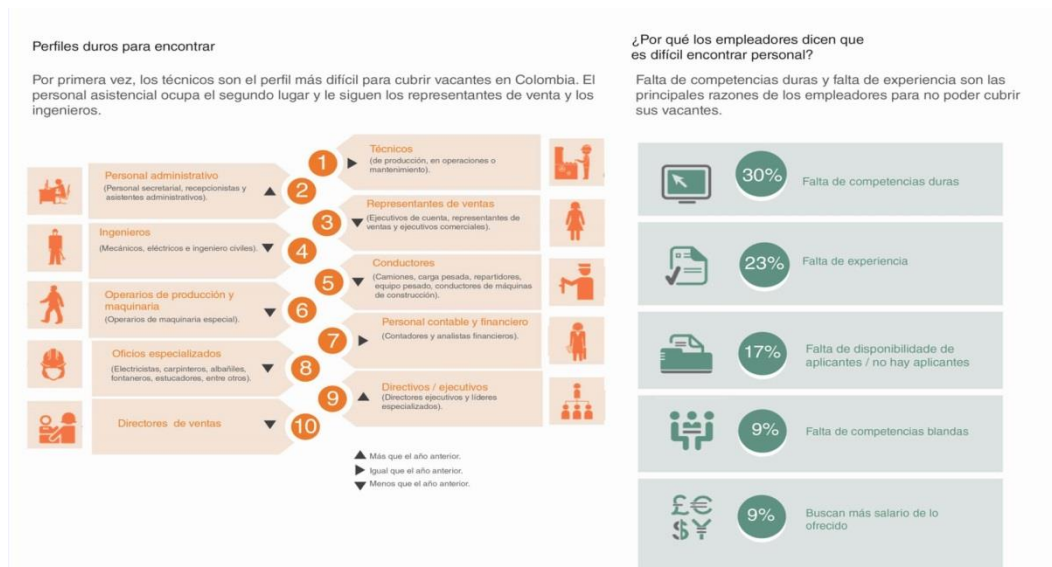 Perfiles duros para encontrar
Por primera vez, los técnicos son el perfil más difícil para cubrir vacantes en Colombia. El
personal asistencial ocupa el segundo lugar y le siguen los representantes de venta y los
ingenieros.
1
Técnicos
(de producción, en operaciones o
mantenimiento).
Personal administrativo
(Personal secretarial, recepcionistas y
asistentes administrativos).
2
3
Representantes de ventas
(Ejecutivos de cuenta, representantes de
ventas y ejecutivos comerciales).
Ingenieros
(Mecánicos, eléctricos e ingeniero civiles).
4
5
Conductores
(Camiones, carga pesada, repartidores,
equipo pesado, conductores de máquinas
de construcción).
Operarios de producción y
maquinaria
(Operarios de maquinaria especial).
6
7
Personal contable y financiero
(Contadores y analistas financieros).
Oficios especializados
(Electricistas, carpinteros, albañiles,
fontaneros, estucadores, entre otros).
8
9
Directivos / ejecutivos
(Directores ejecutivos y líderes
especializados).
Directores de ventas
10
Más que el año anterior.
Igual que el año anterior.
Menos que el año anterior.
¿Por qué los empleadores dicen que
es difícil encontrar personal?
Falta de competencias duras y falta de experiencia son las
principales razones de los empleadores para no poder cubrir
sus vacantes.
30%
Falta de competencias duras
23%
Falta de experiencia
17%
Falta de disponibilidade de
aplicantes / no hay aplicantes
9%
Falta de competencias blandas
£€
$¥
9%
Buscan más salario de lo
ofrecido